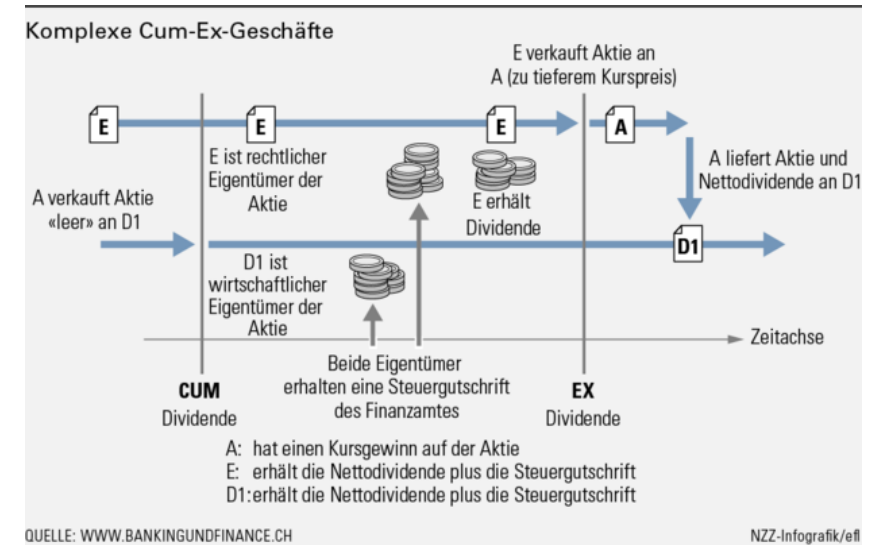 Komplexe Cum-Ex-Geschäfte
E verkauft Aktie an
A (zu tieferem Kurspreis)
E
E
E
A
E ist rechtlicher
Eigentümer der
Aktie
A liefert Aktie und
Nettodividende an D1
A verkauft Aktie
«leer» an D1
E erhält
Dividende
D1
D1 ist
wirtschaftlicher
Eigentümer der
Aktie
Zeitachse
Beide Eigentümer
erhalten eine Steuergutschrift
des Finanzamtes
CUM
Dividende
EX
Dividende
A: hat einen Kursgewinn auf der Aktie
E: erhält die Nettodividende plus die Steuergutschrift
D1: erhält die Nettodividende plus die Steuergutschrift
QUELLE: WWW.BANKINGUNDFINANCE.CH
NZZ-Infografik/efl